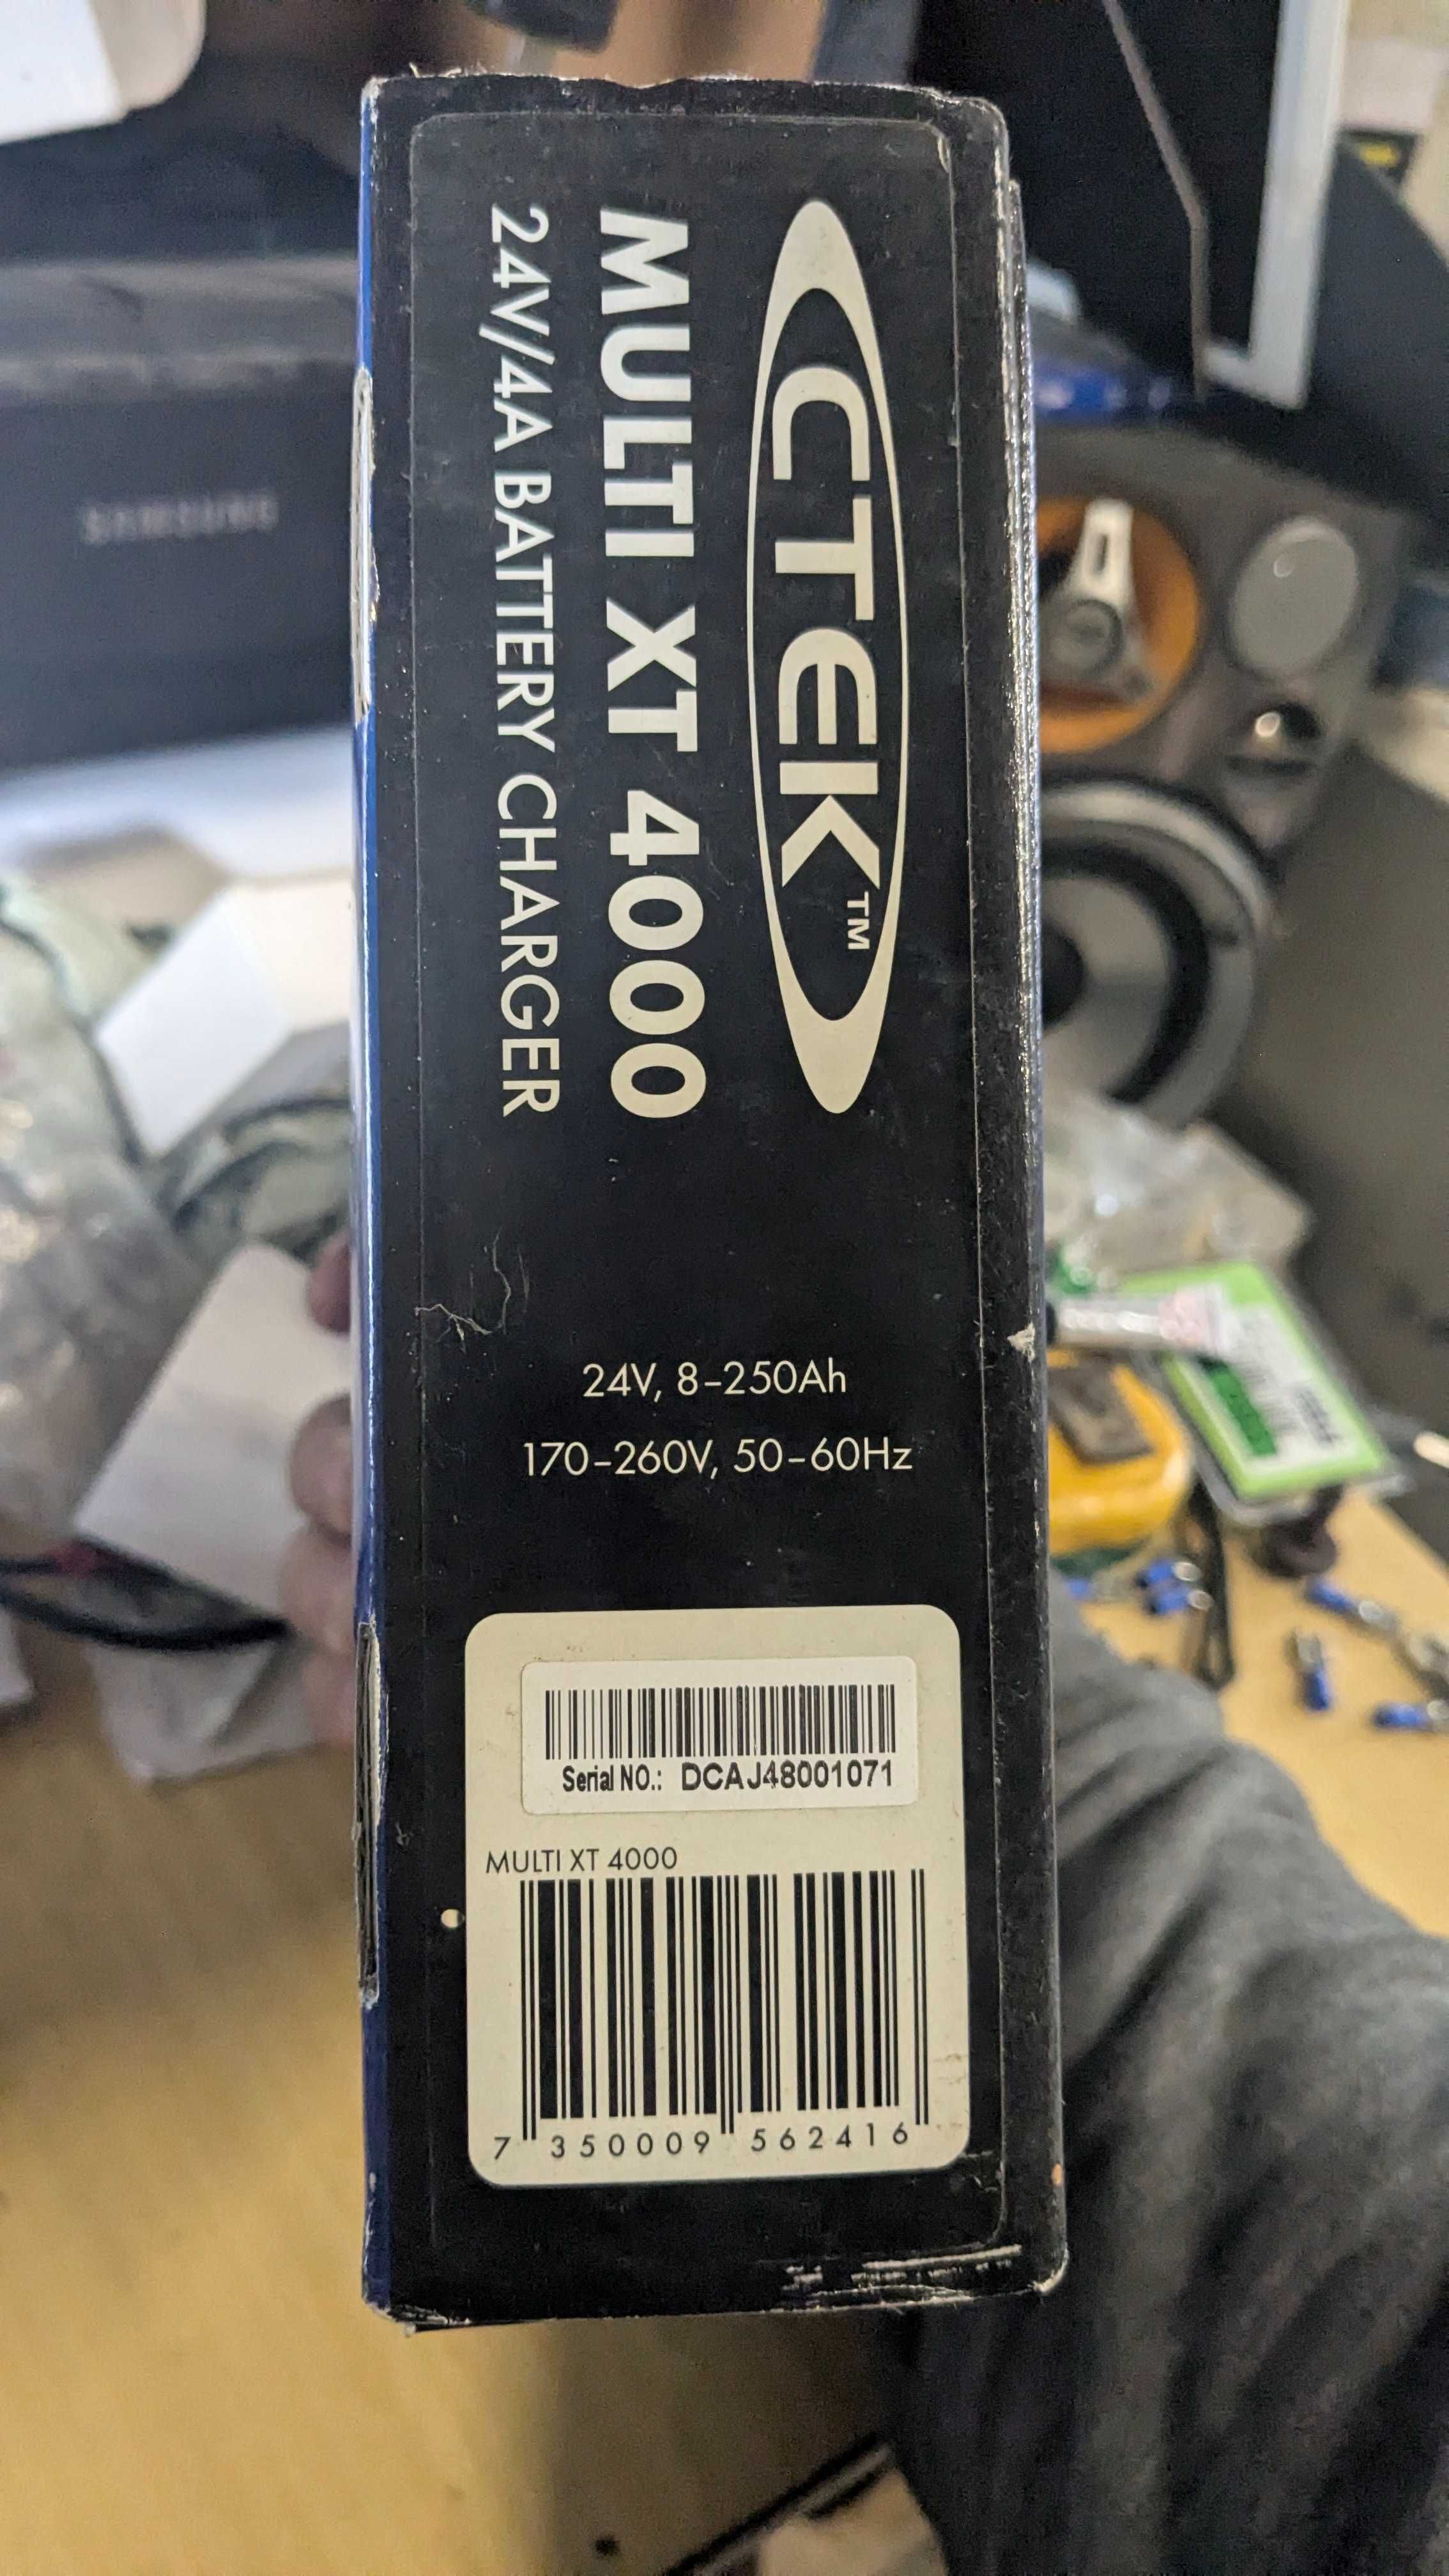 CTEK™
MULTI XT 4000
24V/4A BATTERY CHARGER
24V, 8-250Ah
170-260V, 50-60Hz
Serial NO.: DCAJ48001071
MULTI XT 4000
7 350009 562416
SAMSUNG